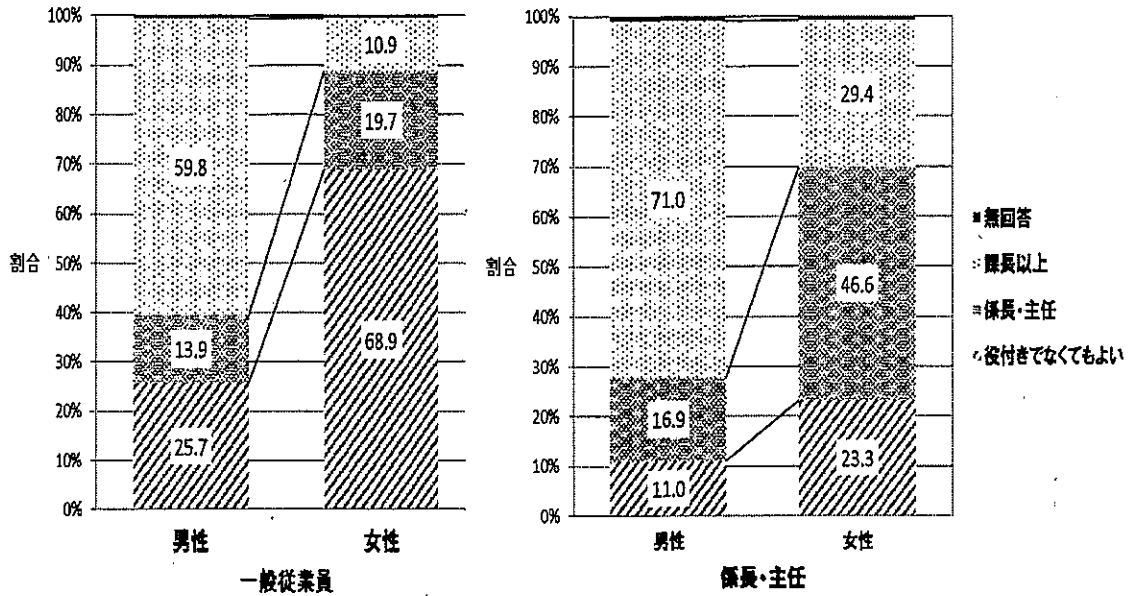 100%
90%
80%
70%
60%
50%
40%
30%
20%
10%
0%
割合
10.9
19.7
59.8
13.9
68.9
25.7
男性
女性
一般従業員
100%
90%
80%
70%
60%
50%
40%
30%
20%
10%
0%
割合
29.4
71.0
46.6
16.9
23.3
11.0
男性
女性
係長・主任
無回答
課長以上
係長・主任
役付きでなくてもよい